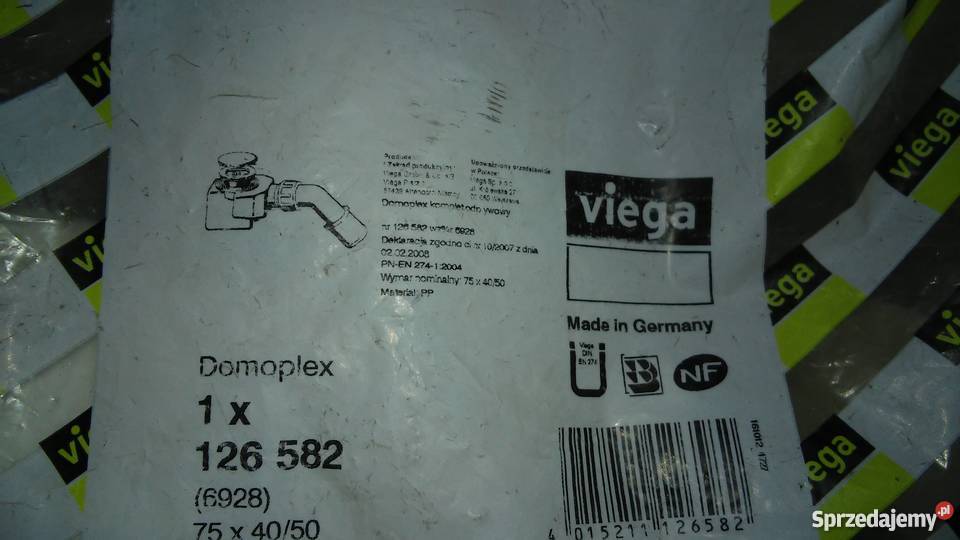 viega
viega
viega
Domoplex komplet odpływowy
nr 126 582 wzór 6928
Deklaracja zgodności nr 10/2007 z dnia
02.02.2008
PN-EN 274-1:2004
Wymiar nominalny: 75 x 40/50
Materiał: PP
viega
Made in Germany
Viega
DIN
EN 274
NF
Domoplex
1 x
126 582
(6928)
75 x 40/50
4 015211 126582
viega
viega
viega
Sprzedajemy.pl